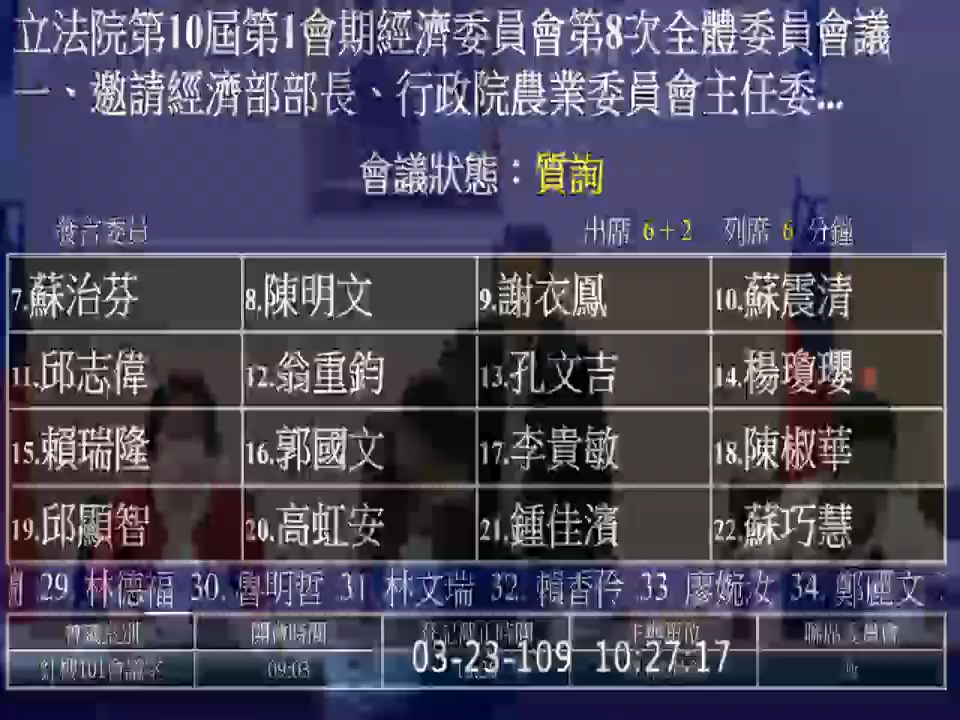 立法院第10屆第1會期經濟委員會第8次全體委員會議
一、邀請經濟部部長、行政院農業委員會主任委...
會議狀態：質詢
發言委員 出席 6+2 列席 6 分鐘
7.蘇治芬 8.陳明文 9.謝衣鳳 10.蘇震清
11.邱志偉 12.翁重鈞 13.孔文吉 14.楊瓊瓔
15.賴瑞隆 16.郭國文 17.李貴敏 18.陳椒華
19.邱顯智 20.高虹安 21.鍾佳濱 22.蘇巧慧
29. 林德福 30. 魯明哲 31 林文瑞 32. 賴香伶 33 廖婉汝 34. 鄭麗文
開會時間
紅樓101會議室 09:03
03-23-109 10:27:17